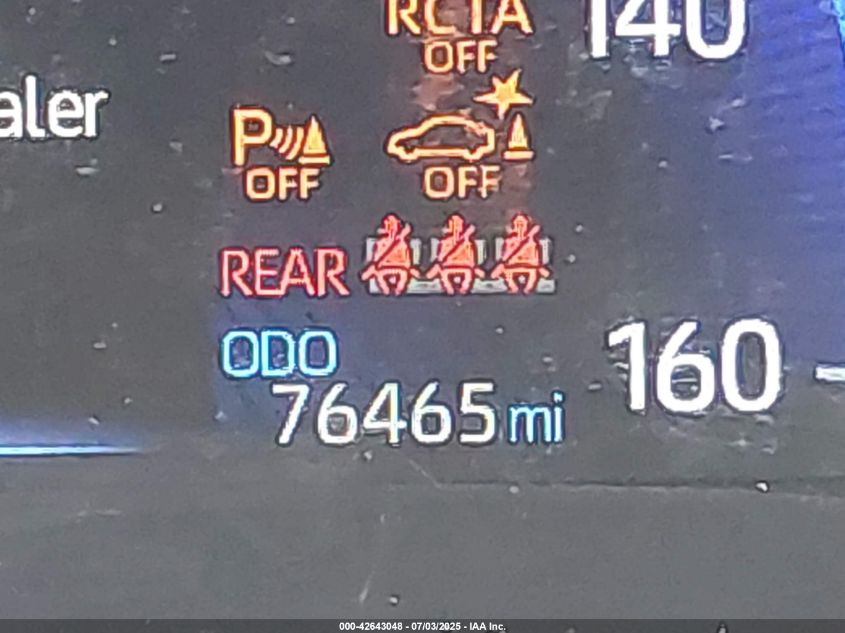 RCTA
OFF
140
aler
P
OFF
OFF
REAR
ODO
76465 mi
160
000-42643048 - 07/03/2025 - IAA Inc.